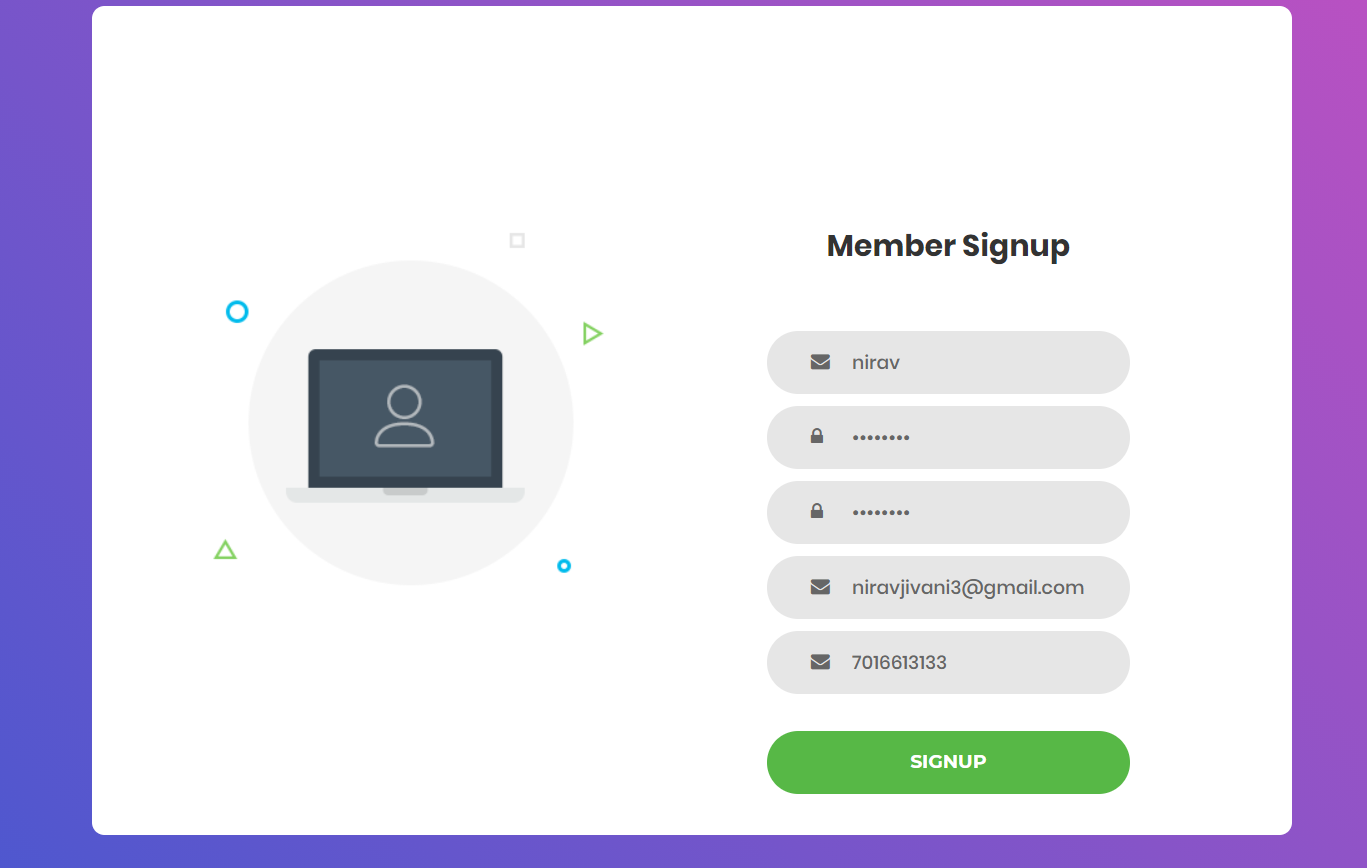 Member Signup
nirav
••••••••
••••••••
niravjivani3@gmail.com
7016613133
SIGNUP